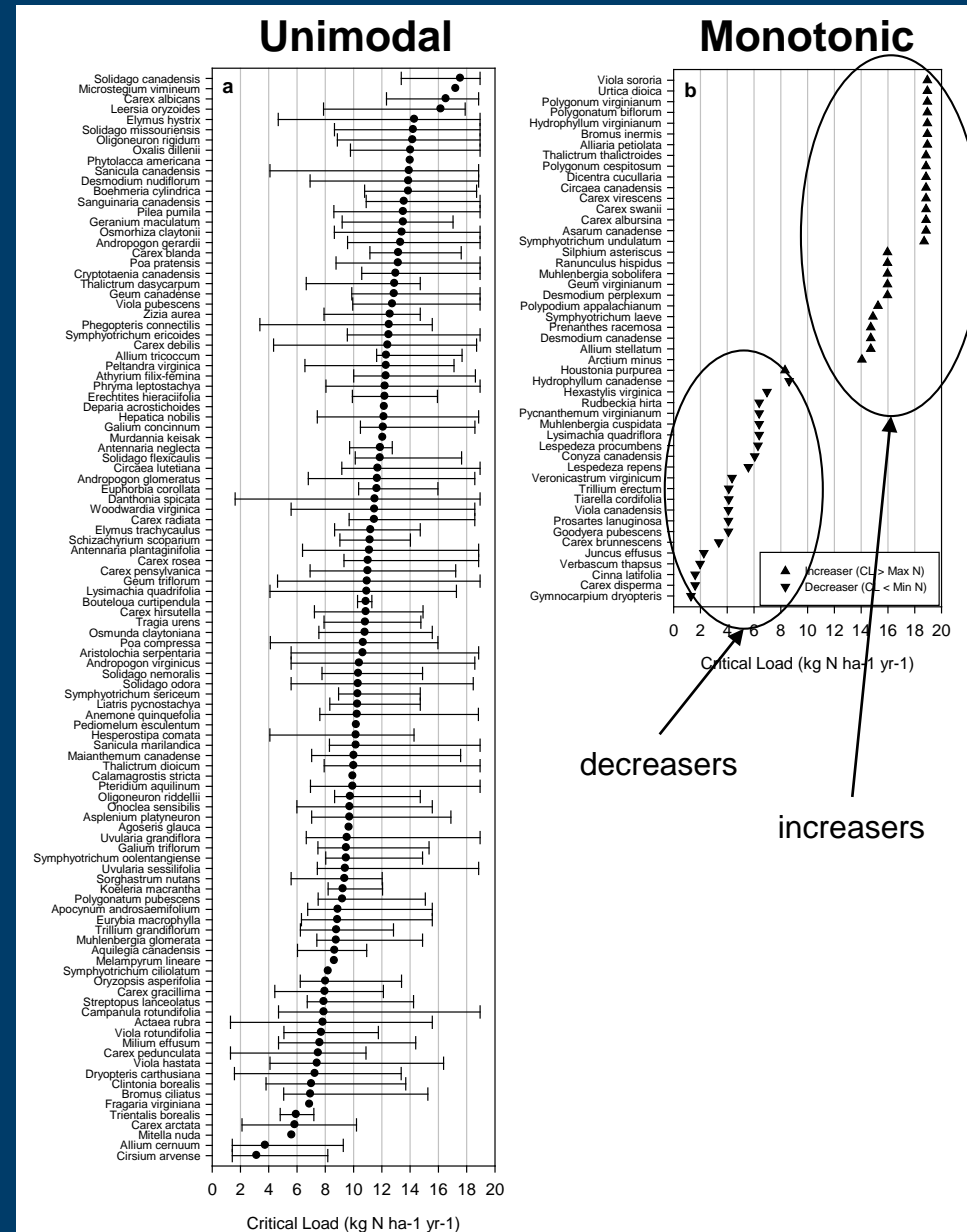 Unimodal
a
Solidago canadensis
Microstegium vimineum
Carex albicans
Leersia oryzoides
Elymus hystrix
Solidago missouriensis
Oligoneuron rigidum
Oxalis dillenii
Phytolacca americana
Sanicula canadensis
Desmodium nudiflorum
Boehmeria cylindrica
Sanguinaria canadensis
Pilea pumila
Geranium maculatum
Osmorhiza claytonii
Andropogon gerardii
Carex blanda
Poa pratensis
Cryptotaenia canadensis
Thalictrum dasycarpum
Geum canadense
Viola pubescens
Zizia aurea
Phegopteris connectilis
Symphyotrichum ericoides
Carex debilis
Allium tricoccum
Peltandra virginica
Athyrium filix-femina
Phryma leptostachya
Erechtites hieraciifolia
Deparia acrostichoides
Hepatica nobilis
Galium concinnum
Murdannia keisak
Antennaria neglecta
Solidago flexicaulis
Circaea lutetiana
Andropogon glomeratus
Euphorbia corollata
Danthonia spicata
Woodwardia virginica
Carex radiata
Elymus trachycaulus
Schizachyrium scoparium
Antennaria plantaginifolia
Carex rosea
Carex pensylvanica
Geum triflorum
Lysimachia quadrifolia
Bouteloua curtipendula
Carex hirsutella
Tragia urens
Osmunda claytoniana
Poa compressa
Aristolochia serpentaria
Andropogon virginicus
Solidago nemoralis
Solidago odora
Symphyotrichum sericeum
Liatris pycnostachya
Anemone quinquefolia
Pediomelum esculentum
Hesperostipa comata
Sanicula marilandica
Maianthemum canadense
Thalictrum dioicum
Calamagrostis stricta
Pteridium aquilinum
Oligoneuron riddellii
Onoclea sensibilis
Asplenium platyneuron
Agoseris glauca
Uvularia grandiflora
Galium triflorum
Symphyotrichum oolentangiense
Uvularia sessilifolia
Sorghastrum nutans
Koeleria macrantha
Polygonatum pubescens
Apocynum androsaemifolium
Eurybia macrophylla
Trillium grandiflorum
Muhlenbergia glomerata
Aquilegia canadensis
Melampyrum lineare
Symphyotrichum ciliolatum
Oryzopsis asperifolia
Carex gracillima
Streptopus lanceolatus
Campanula rotundifolia
Actaea rubra
Viola rotundifolia
Milium effusum
Carex pedunculata
Viola hastata
Dryopteris carthusiana
Clintonia borealis
Bromus ciliatus
Fragaria virginiana
Trientalis borealis
Carex arctata
Mitella nuda
Allium cernuum
Cirsium arvense
0 2 4 6 8 10 12 14 16 18 20
Critical Load (kg N ha-1 yr-1)
Monotonic
b
Viola sororia
Urtica dioica
Polygonum virginianum
Polygonatum biflorum
Hydrophyllum virginianum
Bromus inermis
Alliaria petiolata
Thalictrum thalictroides
Polygonum cespitosum
Dicentra cucullaria
Circaea canadensis
Carex virescens
Carex swanii
Carex albursina
Asarum canadense
Symphyotrichum undulatum
Silphium asteriscus
Ranunculus hispidus
Muhlenbergia sobolifera
Geum virginianum
Desmodium perplexum
Polypodium appalachianum
Symphyotrichum laeve
Prenanthes racemosa
Desmodium canadense
Allium stellatum
Arctium minus
Houstonia purpurea
Hydrophyllum canadense
Hexastylis virginica
Rudbeckia hirta
Pycnanthemum virginianum
Muhlenbergia cuspidata
Lysimachia quadriflora
Lespedeza procumbens
Conyza canadensis
Lespedeza repens
Veronicastrum virginicum
Trillium erectum
Tiarella cordifolia
Viola canadensis
Prosartes lanuginosa
Goodyera pubescens
Carex brunnescens
Juncus effusus
Verbascum thapsus
Cinna latifolia
Carex disperma
Gymnocarpium dryopteris
Increaser (CL > Max N)
Decreaser (CL < Min N)
0 2 4 6 8 10 12 14 16 18 20
Critical Load (kg N ha-1 yr-1)
decreasers
increasers